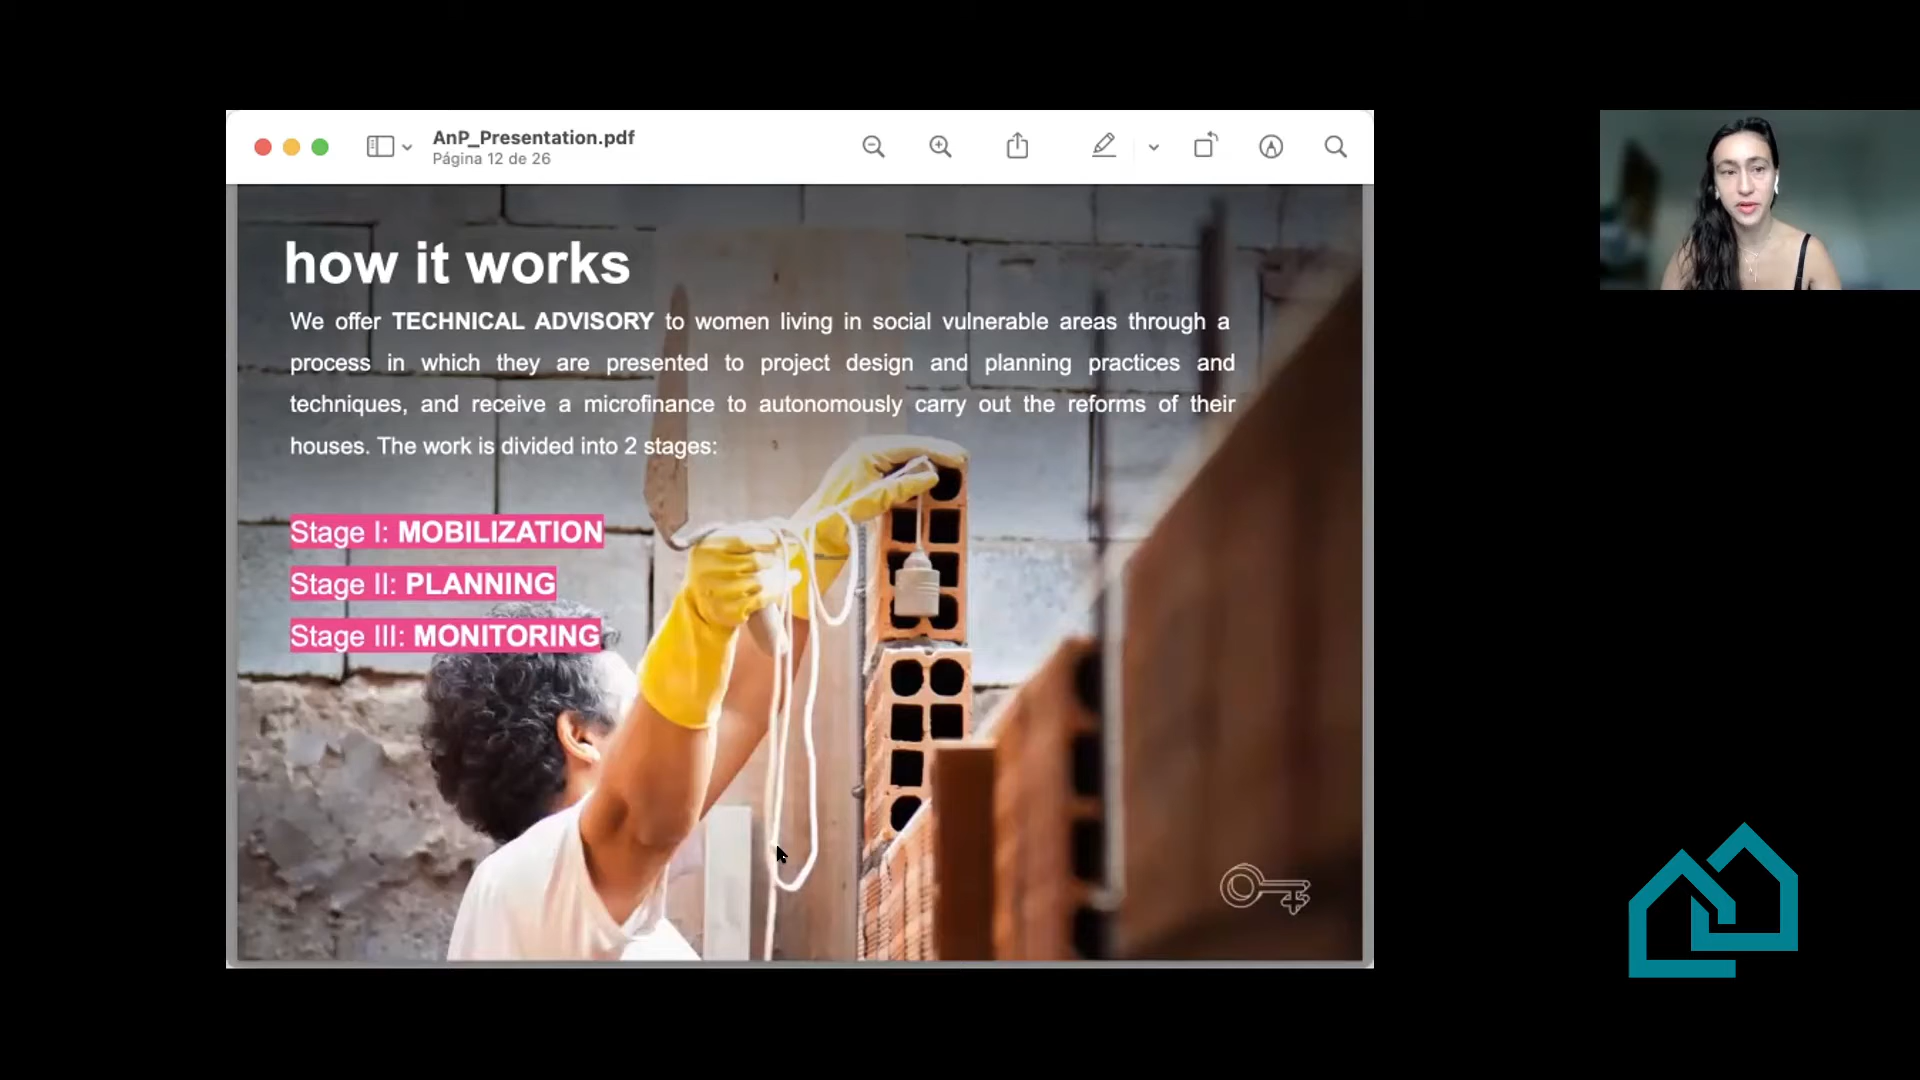 AnP_Presentation.pdf
Página 12 de 26
how it works
We offer TECHNICAL ADVISORY to women living in social vulnerable areas through a
process in which they are presented to project design and planning practices and
techniques, and receive a microfinance to autonomously carry out the reforms of their
houses. The work is divided into 2 stages:
Stage I: MOBILIZATION
Stage II: PLANNING
Stage III: MONITORING